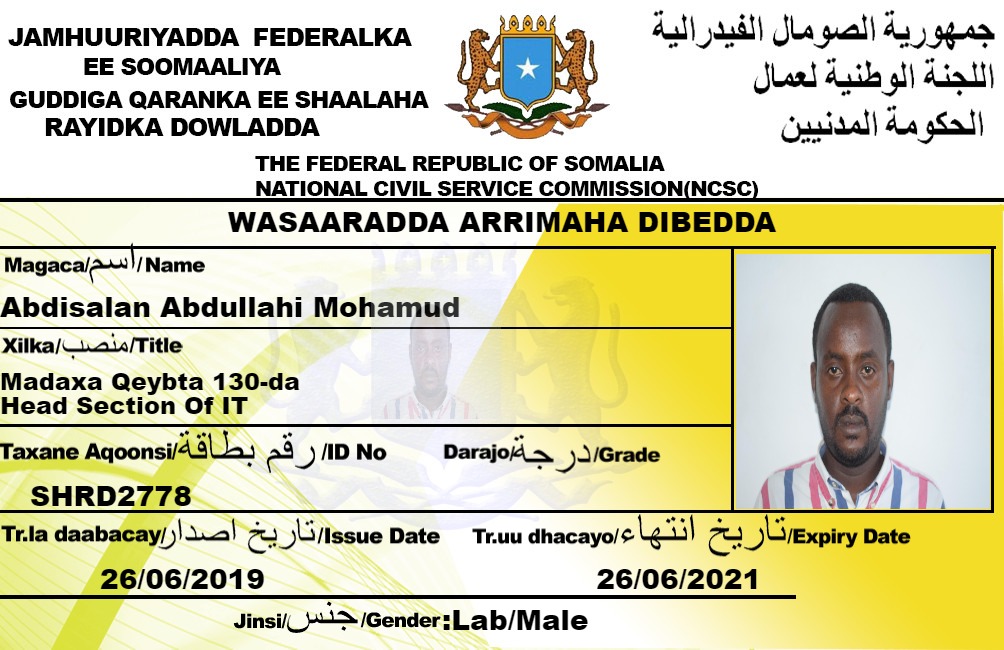 JAMHUURIYADDA FEDERALKA
EE SOOMAALIYA
GUDDIGA QARANKA EE SHAALAHA
RAYIDKA DOWLADDA
جمهورية الصومال الفيدرالية
اللجنة الوطنية لعمال
الحكومة المدنيين
THE FEDERAL REPUBLIC OF SOMALIA
NATIONAL CIVIL SERVICE COMMISSION(NCSC)
WASAARADDA ARRIMAHA DIBEDDA
Magaca/اسم/Name
Abdisalan Abdullahi Mohamud
Xilka/منصب/Title
Madaxa Qeybta 130-da
Head Section Of IT
Taxane Aqoonsi/رقم بطاقة/ID No Darajo/درجة/Grade
SHRD2778
Tr.la daabacay/تاريخ اصدار/Issue Date Tr.uu dhacayo/تاريخ انتهاء/Expiry Date
26/06/2019 26/06/2021
Jinsi/جنس/Gender:Lab/Male